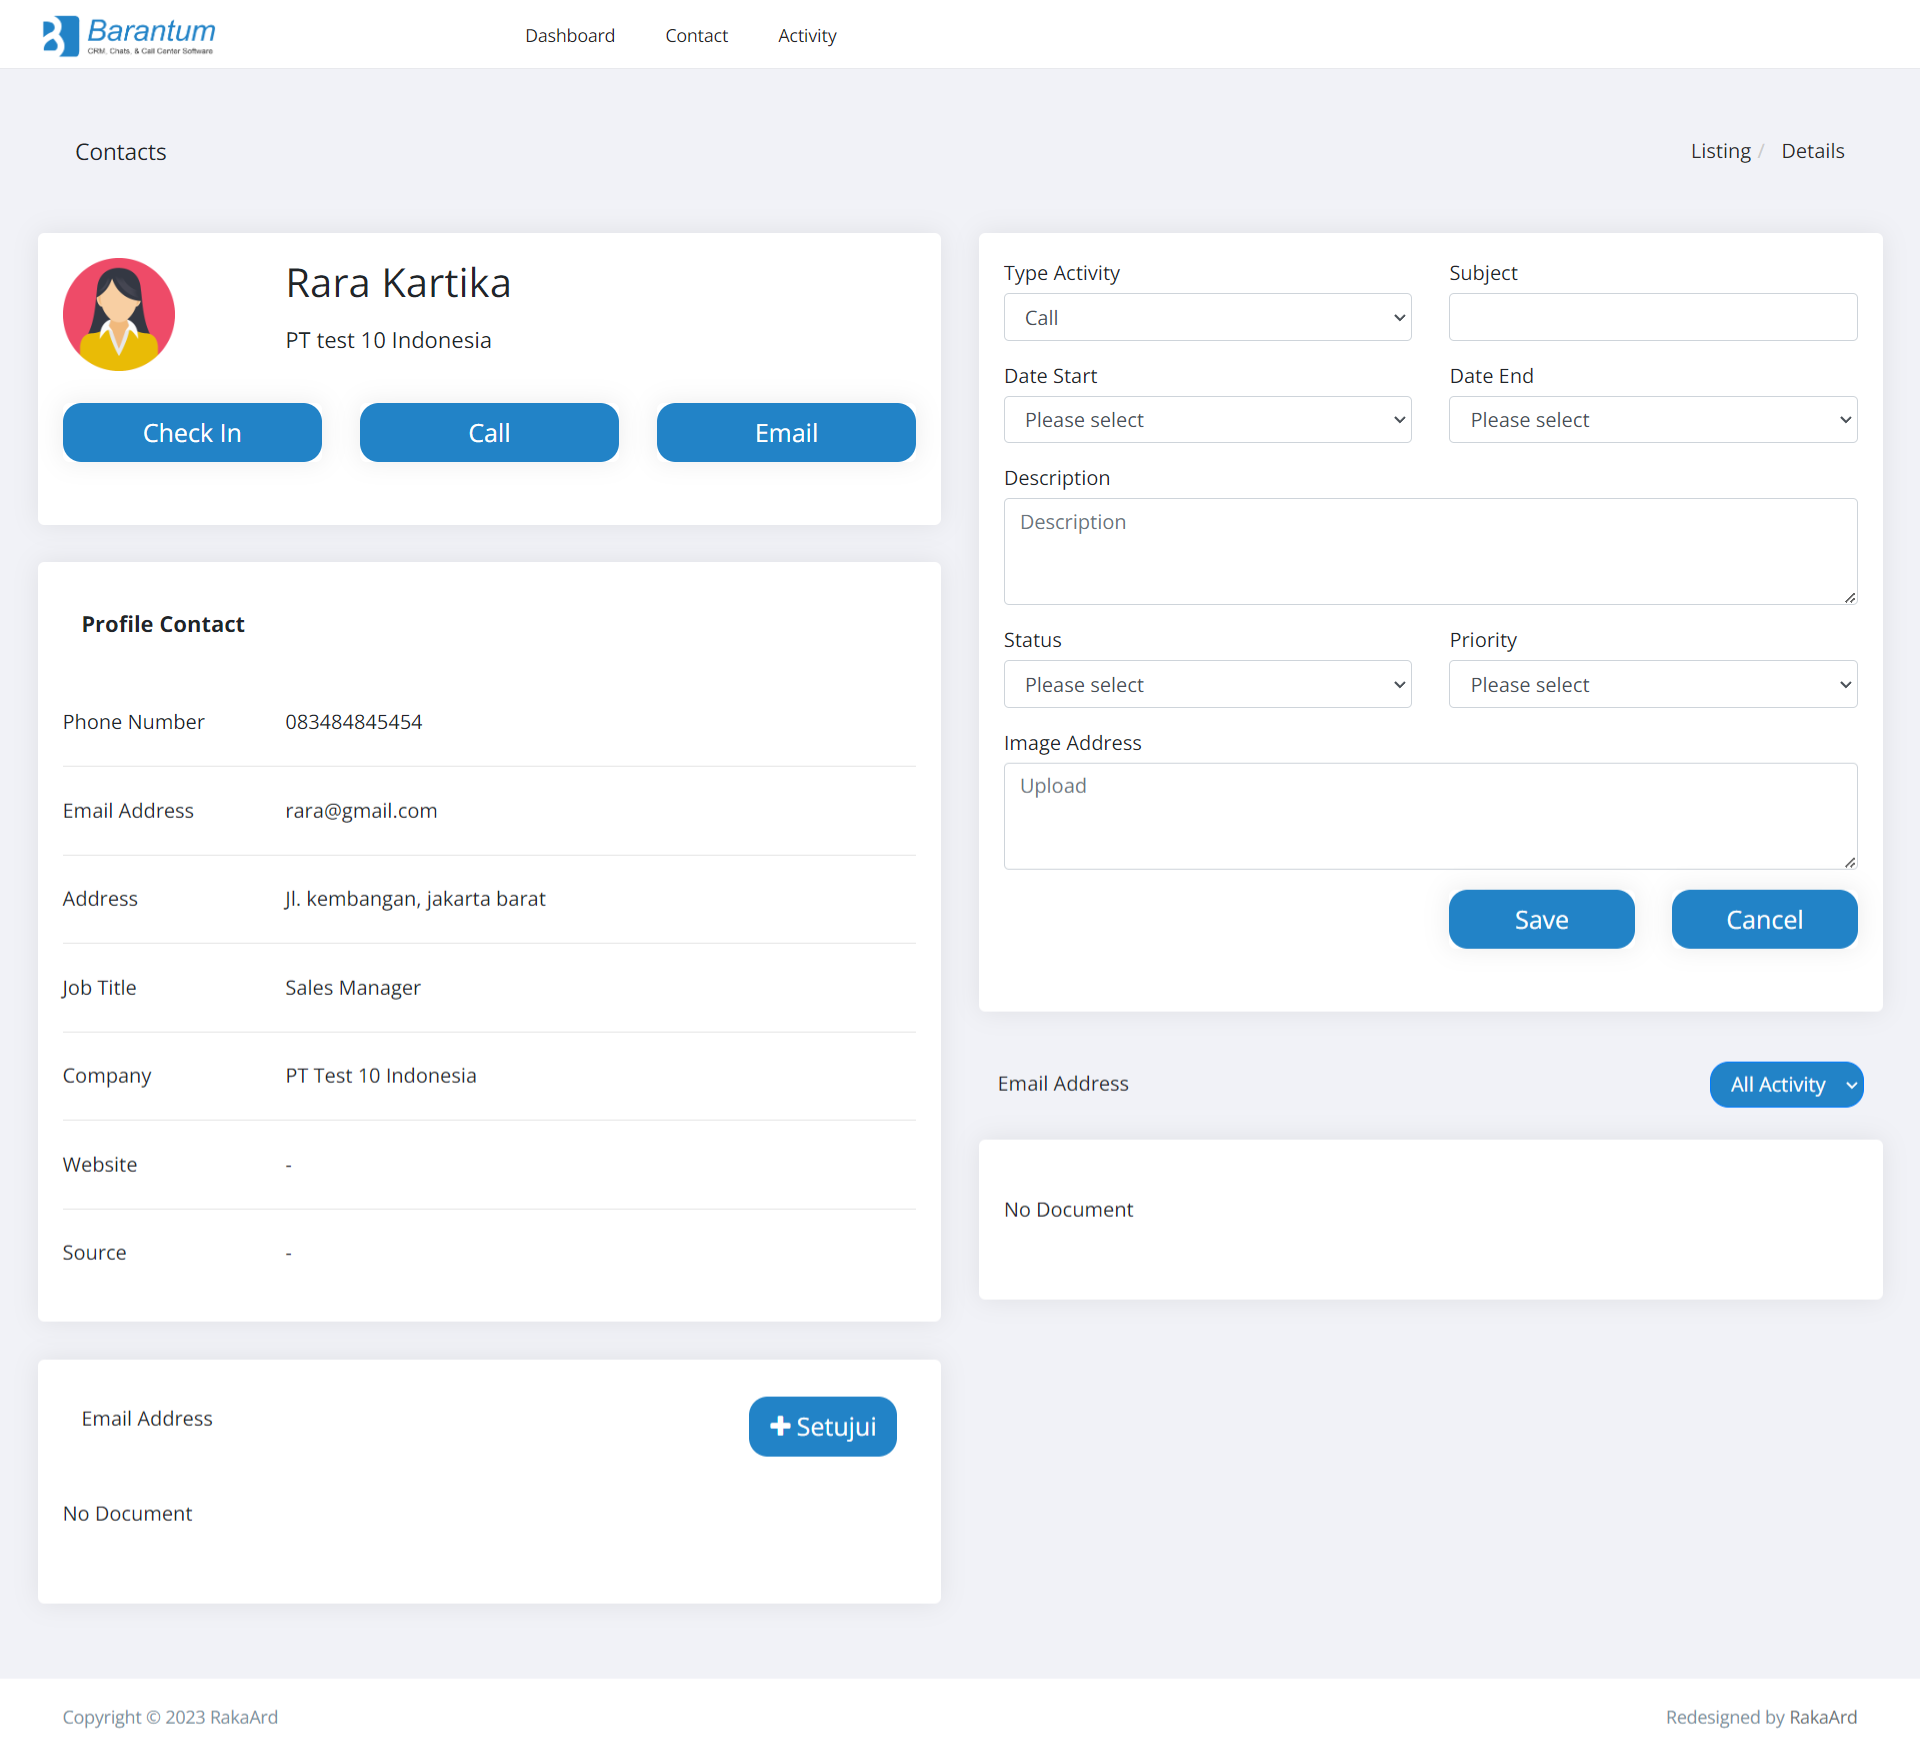 Barantum
CRM, Chats, & Call Center Software
Dashboard Contact Activity
Contacts
Listing / Details
Rara Kartika
PT test 10 Indonesia
Check In Call Email
Profile Contact
Phone Number 083484845454
Email Address rara@gmail.com
Address Jl. kembangan, jakarta barat
Job Title Sales Manager
Company PT Test 10 Indonesia
Website -
Source -
Email Address
Setujui
No Document
Type Activity Subject
Call
Date Start Date End
Please select Please select
Description
Description
Status Priority
Please select Please select
Image Address
Upload
Save Cancel
Email Address All Activity
No Document
Copyright © 2023 RakaArd
Redesigned by RakaArd